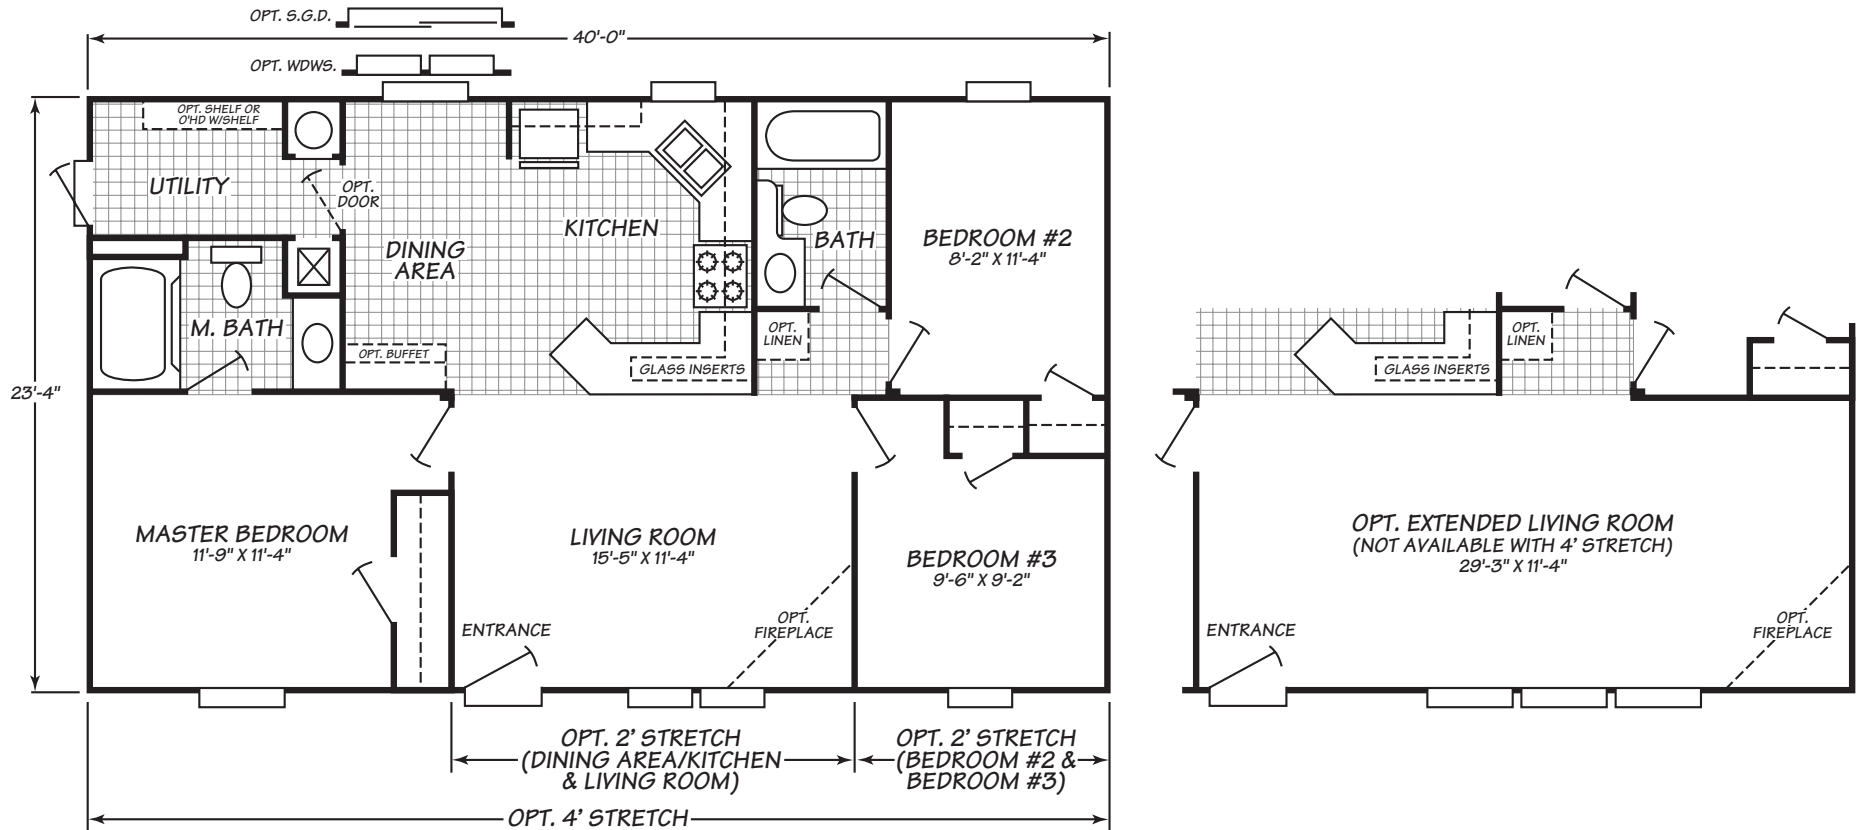 OPT. S.G.D.
40'-0"
OPT. WDWS.
OPT. SHELF OR
O'HD W/SHELF
UTILITY
OPT.
DOOR
KITCHEN
DINING
AREA
BATH
BEDROOM #2
8'-2" X 11'-4"
M. BATH
OPT. BUFFET
OPT.
LINEN
GLASS INSERTS
23'-4"
OPT.
LINEN
GLASS INSERTS
MASTER BEDROOM
11'-9" X 11'-4"
LIVING ROOM
15'-5" X 11'-4"
BEDROOM #3
9'-6" X 9'-2"
OPT. EXTENDED LIVING ROOM
(NOT AVAILABLE WITH 4' STRETCH)
29'-3" X 11'-4"
ENTRANCE
OPT.
FIREPLACE
ENTRANCE
OPT.
FIREPLACE
OPT. 2' STRETCH
(DINING AREA/KITCHEN
& LIVING ROOM)
OPT. 2' STRETCH
(BEDROOM #2 &
BEDROOM #3)
OPT. 4' STRETCH